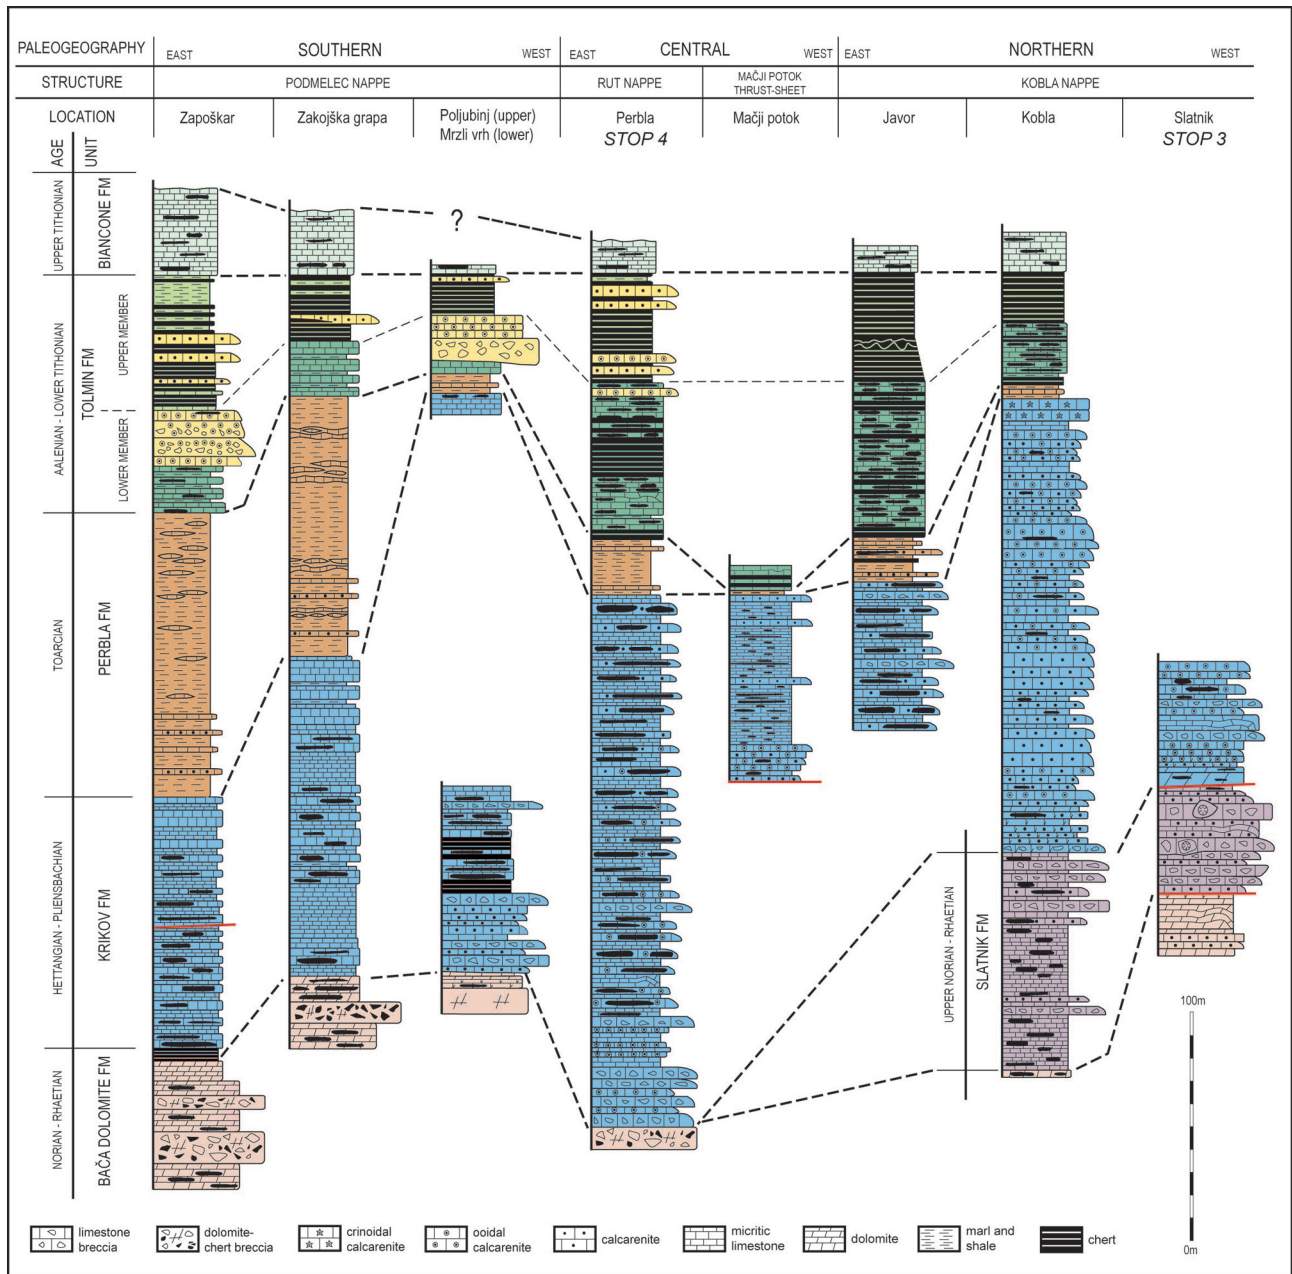 PALEOGEOGRAPHY
EAST SOUTHERN WEST
EAST CENTRAL WEST
EAST NORTHERN WEST
STRUCTURE
PODMELEC NAPPE
RUT NAPPE
MAČJI POTOK
THRUST-SHEET
KOBLA NAPPE
LOCATION
Zapoškar
Zakojška grapa
Poljubinj (upper)
Mrzli vrh (lower)
Perbla
STOP 4
Mačji potok
Javor
Kobla
Slatnik
STOP 3
AGE
UNIT
UPPER TITHONIAN
BIANCONE FM
?
AALENIAN - LOWER TITHONIAN
TOLMIN FM
UPPER MEMBER
LOWER MEMBER
TOARCIAN
PERBLA FM
HETTANGIAN - PLIENSBACHIAN
KRIKOV FM
NORIAN - RHAETIAN
BAČA DOLOMITE FM
UPPER NORIAN - RHAETIAN
SLATNIK FM
100m
0m
limestone
breccia
dolomite-
chert breccia
crinoidal
calcarenite
ooidal
calcarenite
calcarenite
micritic
limestone
dolomite
marl and
shale
chert